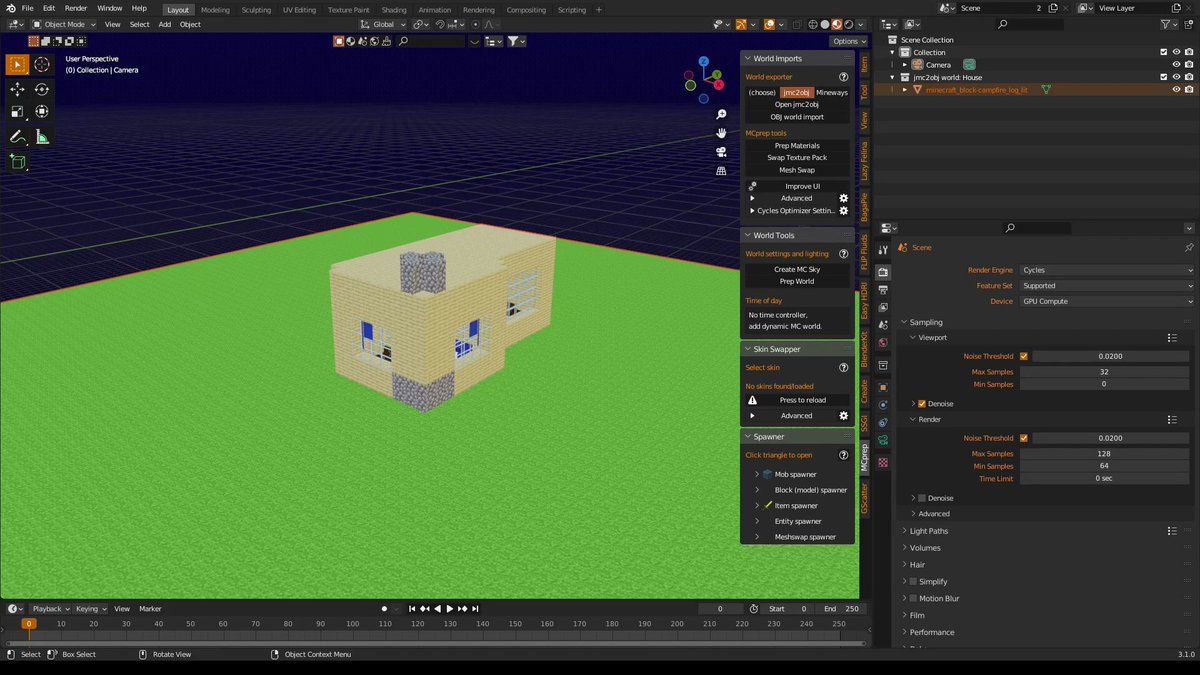 File Edit Render Window Help
Layout Modeling Sculpting UV Editing Texture Paint Shading Animation Rendering Compositing Scripting +
Scene 2
View Layer
Object Mode View Select Add Object
Global
Options
User Perspective
(0) Collection | Camera
World Imports
World exporter
(choose) jmc2obj Mineways
Open jmc2obj
OBJ world import
MCprep tools
Prep Materials
Swap Texture Pack
Mesh Swap
Improve UI
Advanced
Cycles Optimizer Settin...
World Tools
World settings and lighting
Create MC Sky
Prep World
Time of day
No time controller,
add dynamic MC world.
Skin Swapper
Select skin
No skins found/loaded
Press to reload
Advanced
Spawner
Click triangle to open
Mob spawner
Block (model) spawner
Item spawner
Entity spawner
Meshswap spawner
Item
Tool
View
Lazy Felina
BagaPie
FLIP Fluids
Easy HDRI
BlenderKit
Create
SSGI
MCprep
GScatter
Scene Collection
Collection
Camera
jmc2obj world: House
minecraft_block-campfire_log_lit
Scene
Render Engine Cycles
Feature Set Supported
Device GPU Compute
Sampling
Viewport
Noise Threshold 0.0200
Max Samples 32
Min Samples 0
Denoise
Render
Noise Threshold 0.0200
Max Samples 128
Min Samples 64
Time Limit 0 sec
Denoise
Advanced
Light Paths
Volumes
Hair
Simplify
Motion Blur
Film
Performance
Playback Keying View Marker
0 Start 0 End 250
0 10 20 30 40 50 60 70 80 90 100 110 120 130 140 150 160 170 180 190 200 210 220 230 240 250
Select Box Select Rotate View Object Context Menu
3.1.0